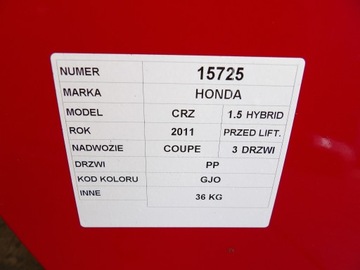 NUMER 15725
MARKA HONDA
MODEL CRZ 1.5 HYBRID
ROK 2011 PRZED LIFT.
NADWOZIE COUPE 3 DRZWI
DRZWI PP
KOD KOLORU GJO
INNE 36 KG